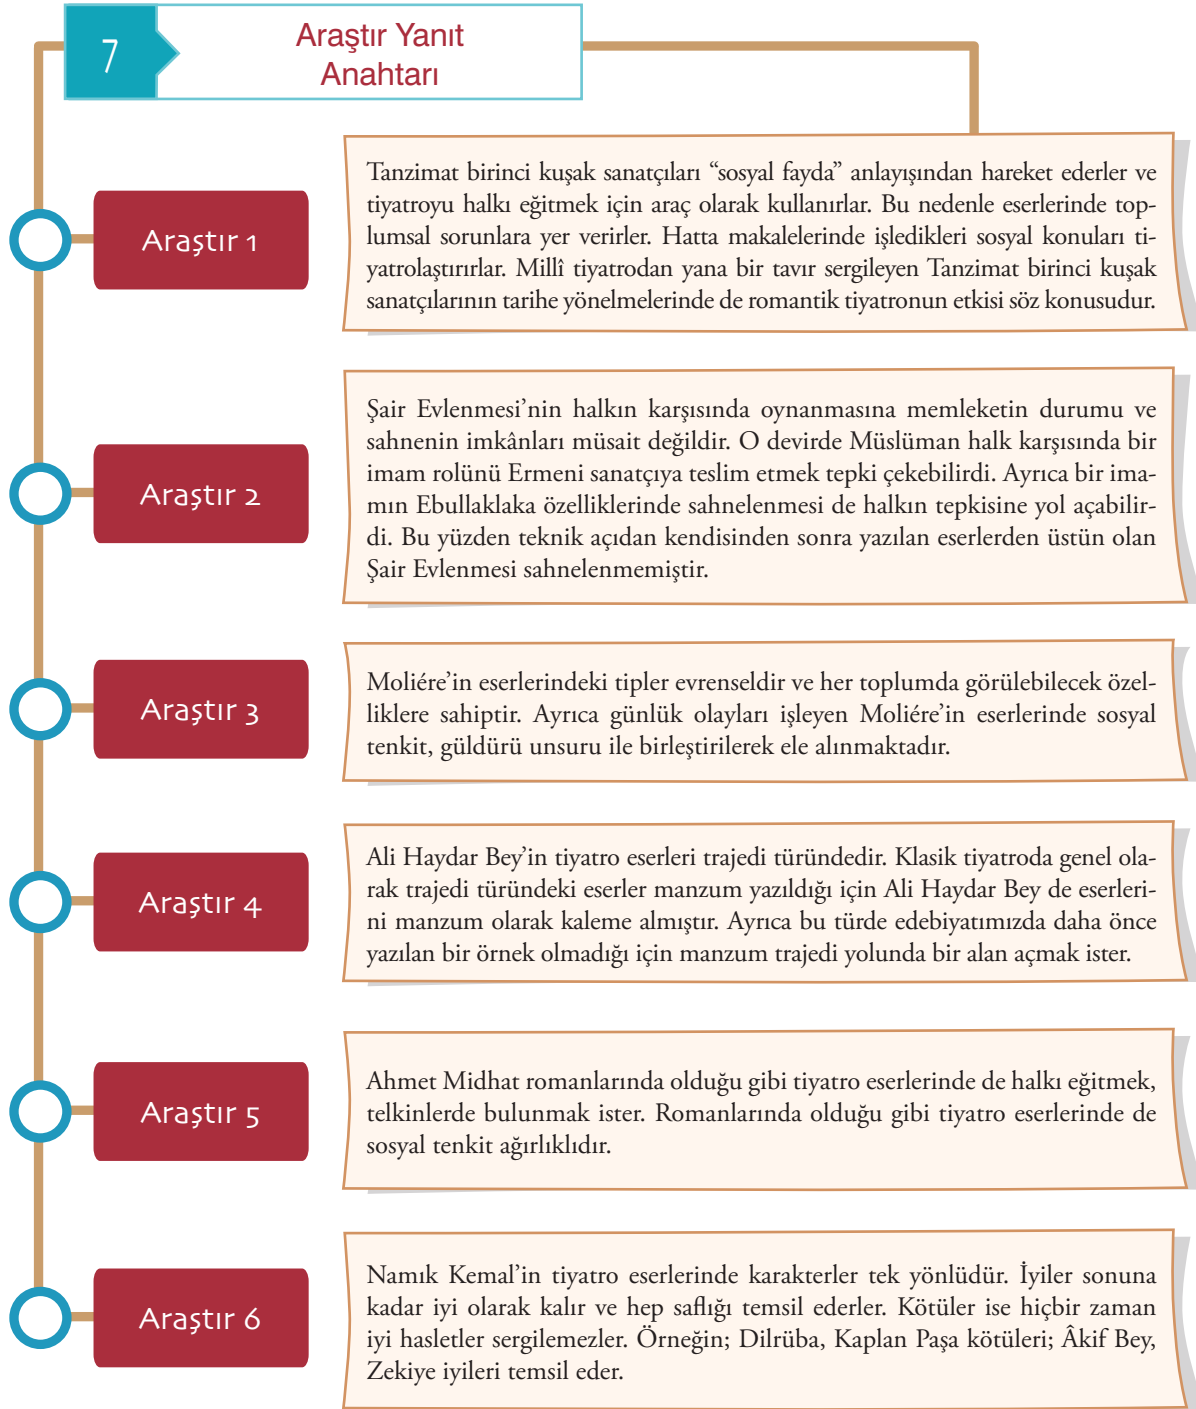 7
Araştır Yanıt
Anahtarı
Araştır 1
Tanzimat birinci kuşak sanatçıları “sosyal fayda” anlayışından hareket ederler ve
tiyatroyu halkı eğitmek için araç olarak kullanırlar. Bu nedenle eserlerinde top-
lumsal sorunlara yer verirler. Hatta makalelerinde işledikleri sosyal konuları ti-
yatrolaştırırlar. Millî tiyatrodan yana bir tavır sergileyen Tanzimat birinci kuşak
sanatçılarının tarihe yönelmelerinde de romantik tiyatronun etkisi söz konusudur.
Araştır 2
Şair Evlenmesi’nin halkın karşısında oynanmasına memleketin durumu ve
sahnenin imkânları müsait değildir. O devirde Müslüman halk karşısında bir
imam rolünü Ermeni sanatçıya teslim etmek tepki çekebilirdi. Ayrıca bir ima-
mın Ebullaklaka özelliklerinde sahnelenmesi de halkın tepkisine yol açabilir-
di. Bu yüzden teknik açıdan kendisinden sonra yazılan eserlerden üstün olan
Şair Evlenmesi sahnelenmemiştir.
Araştır 3
Moliére’in eserlerindeki tipler evrenseldir ve her toplumda görülebilecek özel-
liklere sahiptir. Ayrıca günlük olayları işleyen Moliére’in eserlerinde sosyal
tenkit, güldürü unsuru ile birleştirilerek ele alınmaktadır.
Araştır 4
Ali Haydar Bey’in tiyatro eserleri trajedi türündedir. Klasik tiyatroda genel ola-
rak trajedi türündeki eserler manzum yazıldığı için Ali Haydar Bey de eserleri-
ni manzum olarak kaleme almıştır. Ayrıca bu türde edebiyatımızda daha önce
yazılan bir örnek olmadığı için manzum trajedi yolunda bir alan açmak ister.
Araştır 5
Ahmet Midhat romanlarında olduğu gibi tiyatro eserlerinde de halkı eğitmek,
telkinlerde bulunmak ister. Romanlarında olduğu gibi tiyatro eserlerinde de
sosyal tenkit ağırlıklıdır.
Araştır 6
Namık Kemal’in tiyatro eserlerinde karakterler tek yönlüdür. İyiler sonuna
kadar iyi olarak kalır ve hep saflığı temsil ederler. Kötüler ise hiçbir zaman
iyi hasletler sergilemezler. Örneğin; Dilrüba, Kaplan Paşa kötüleri; Âkif Bey,
Zekiye iyileri temsil eder.